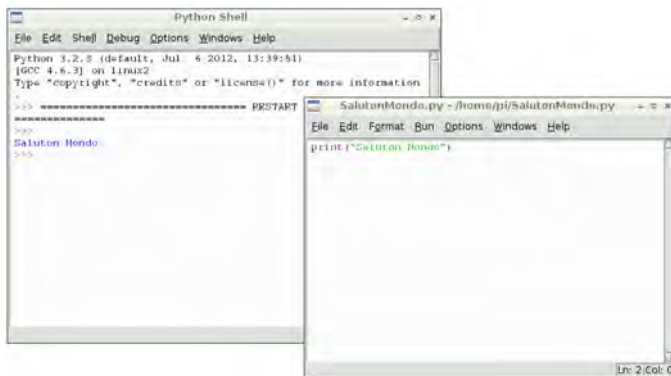 Python Shell
File Edit Shell Debug Options Windows Help
Python 3.2.3 (default, Jul 6 2012, 13:39:51)
[GCC 4.6.3] on linux2
Type "copyright", "credits" or "license()" for more information
.
>>> ================================ RESTART
==============
>>>
Saluton Mondo
>>>
SalutonMondo.py - /home/pi/SalutonMondo.py
File Edit Format Run Options Windows Help
print("Saluton Mondo")
Ln: 2 Col: 0